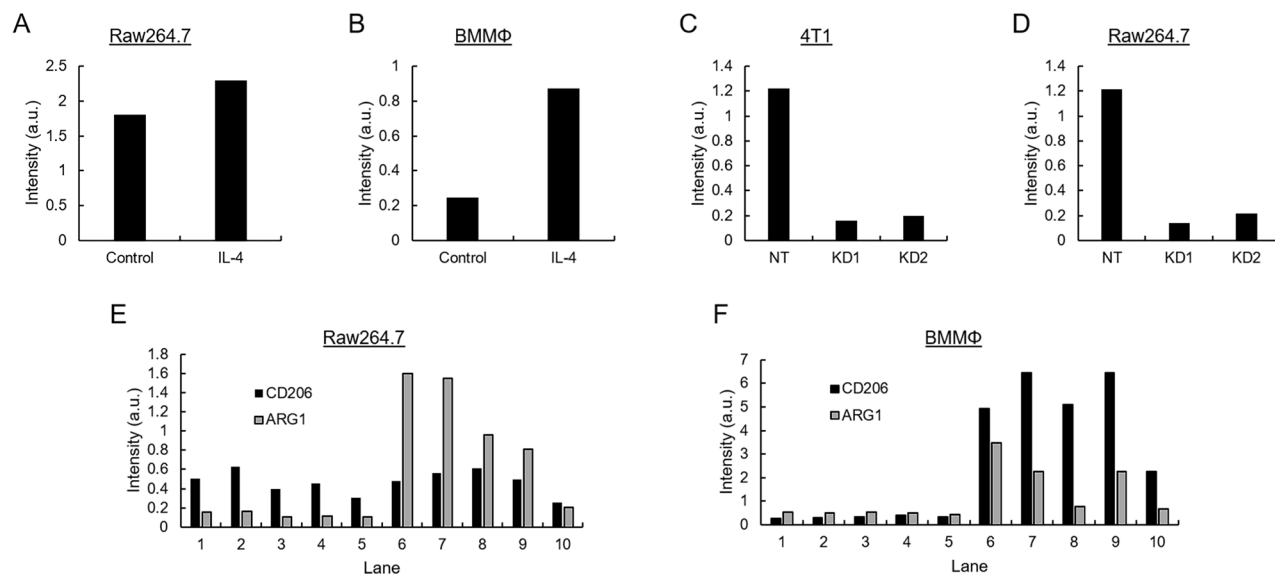 A
Raw264.7
Intensity (a.u.)
2.5
2
1.5
1
0.5
0
Control IL-4
B
BMMΦ
Intensity (a.u.)
1
0.8
0.6
0.4
0.2
0
Control IL-4
C
4T1
Intensity (a.u.)
1.4
1.2
1
0.8
0.6
0.4
0.2
0
NT KD1 KD2
D
Raw264.7
Intensity (a.u.)
1.4
1.2
1
0.8
0.6
0.4
0.2
0
NT KD1 KD2
E
Raw264.7
Intensity (a.u.)
1.8
1.6
1.4
1.2
1
0.8
0.6
0.4
0.2
0
CD206
ARG1
1 2 3 4 5 6 7 8 9 10
Lane
F
BMMΦ
Intensity (a.u.)
7
6
5
4
3
2
1
0
CD206
ARG1
1 2 3 4 5 6 7 8 9 10
Lane